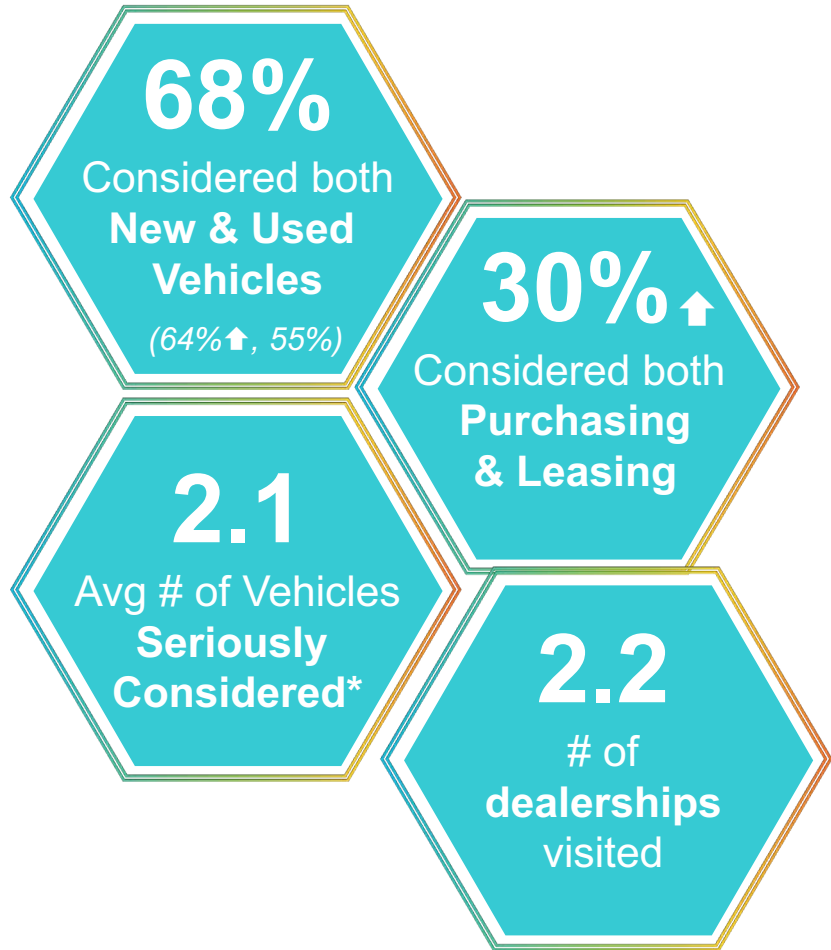 68%
Considered both
New & Used
Vehicles
(64%⬆, 55%)
30%⬆
Considered both
Purchasing
& Leasing
2.1
Avg # of Vehicles
Seriously
Considered*
2.2
# of
dealerships
visited